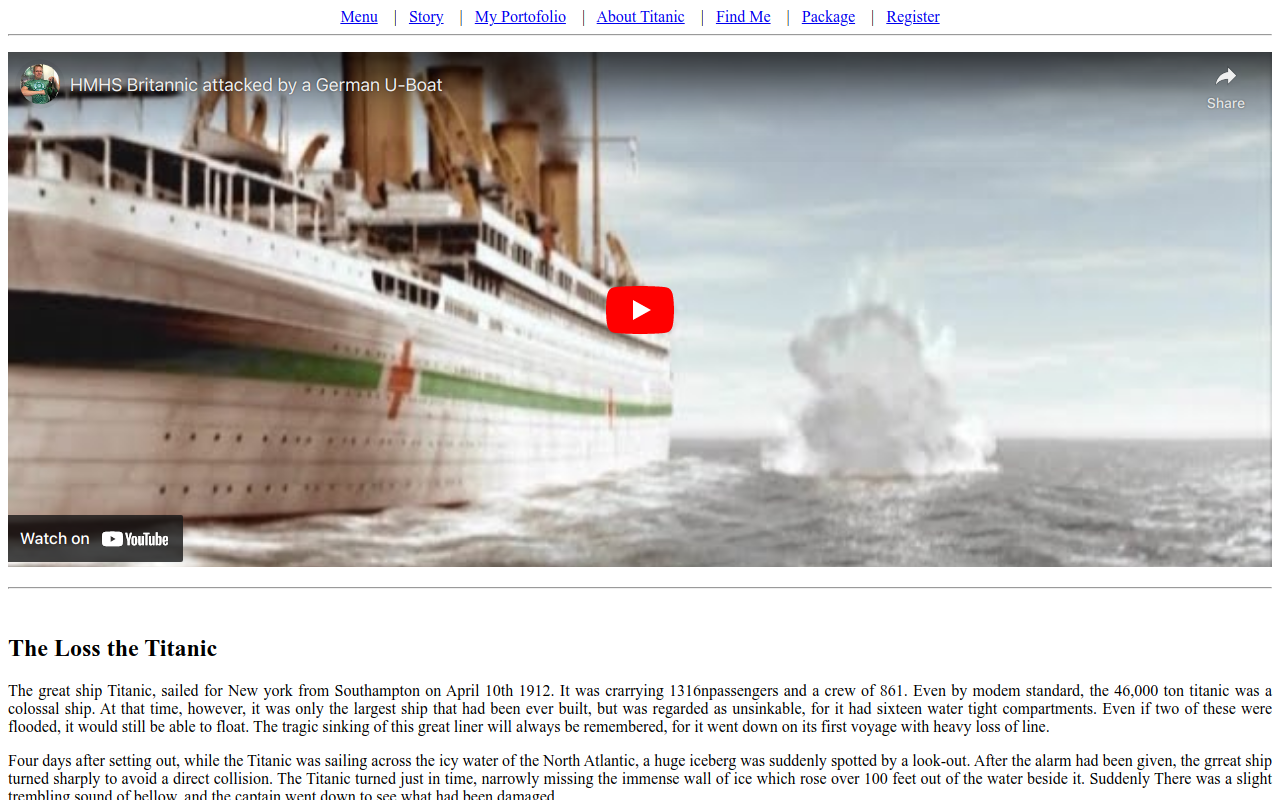 Menu | Story | My Portofolio | About Titanic | Find Me | Package | Register
HMHS Britannic attacked by a German U-Boat
Share
Watch on YouTube
The Loss the Titanic
The great ship Titanic, sailed for New york from Southampton on April 10th 1912. It was crarrying 1316npassengers and a crew of 861. Even by modem standard, the 46,000 ton titanic was a
colossal ship. At that time, however, it was only the largest ship that had been ever built, but was regarded as unsinkable, for it had sixteen water tight compartments. Even if two of these were
flooded, it would still be able to float. The tragic sinking of this great liner will always be remembered, for it went down on its first voyage with heavy loss of line.
Four days after setting out, while the Titanic was sailing across the icy water of the North Atlantic, a huge iceberg was suddenly spotted by a look-out. After the alarm had been given, the grreat ship
turned sharply to avoid a direct collision. The Titanic turned just in time, narrowly missing the immense wall of ice which rose over 100 feet out of the water beside it. Suddenly There was a slight
trembling sound of bellow, and the captain went down to see what had been damaged